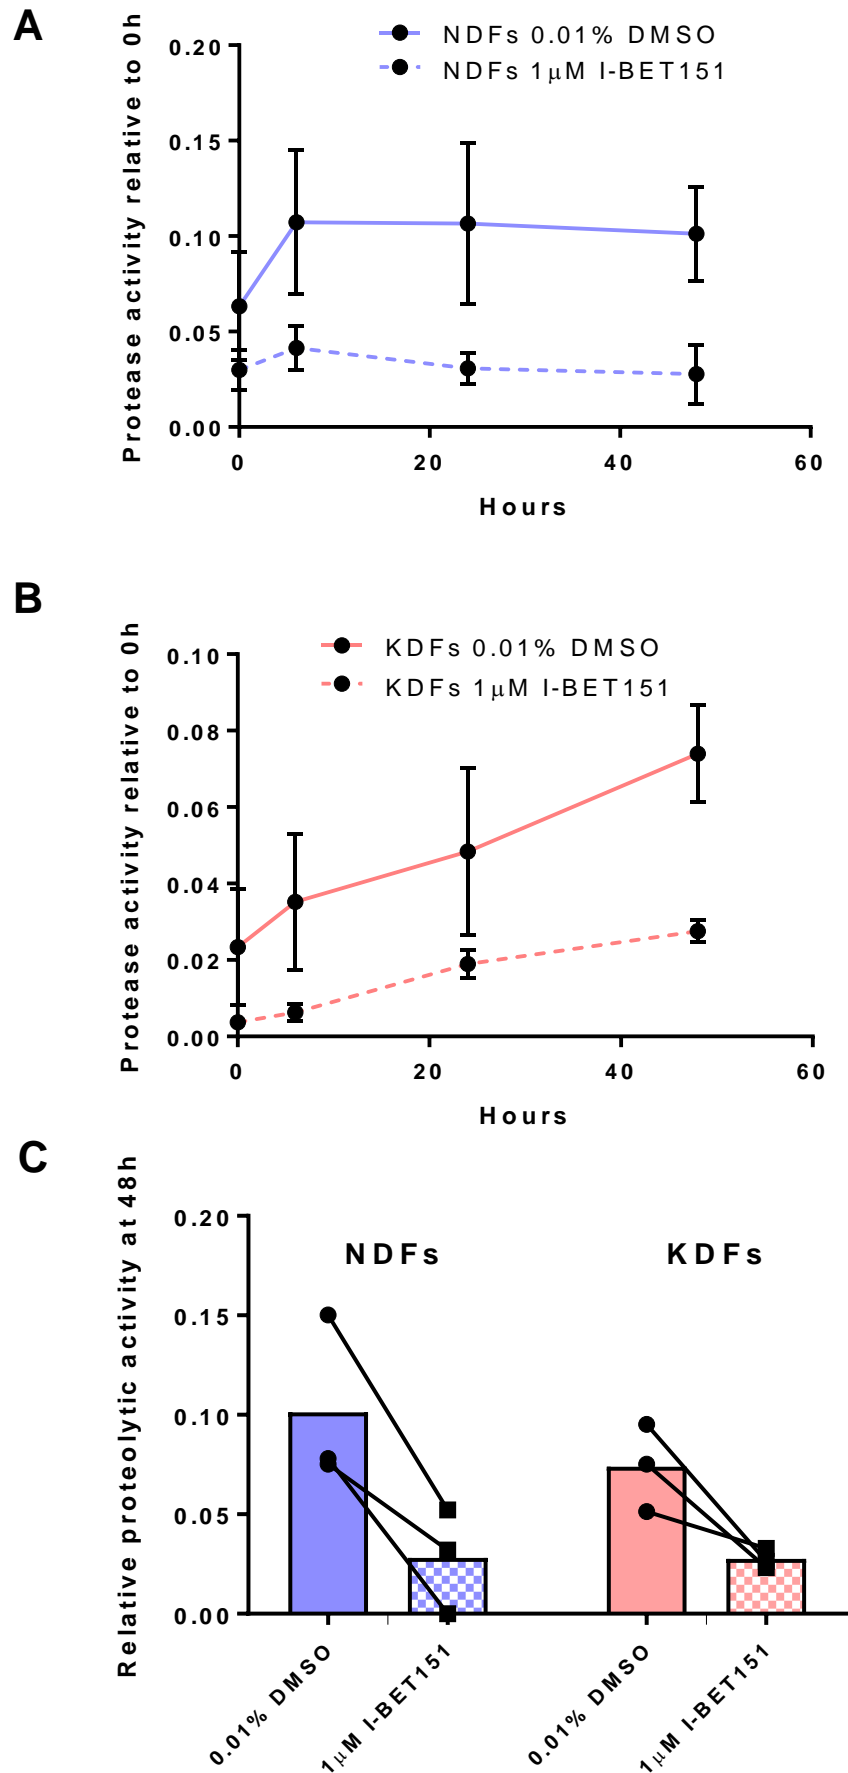 A
Protease activity relative to 0h
0.20
0.15
0.10
0.05
0.00
NDFs 0.01% DMSO
NDFs 1µM I-BET151
0 20 40 60
Hours
B
Protease activity relative to 0h
0.10
0.08
0.06
0.04
0.02
0.00
KDFs 0.01% DMSO
KDFs 1µM I-BET151
0 20 40 60
Hours
C
Relative proteolytic activity at 48h
0.20
0.15
0.10
0.05
0.00
NDFs KDFs
0.01% DMSO
1µM I-BET151
0.01% DMSO
1µM I-BET151